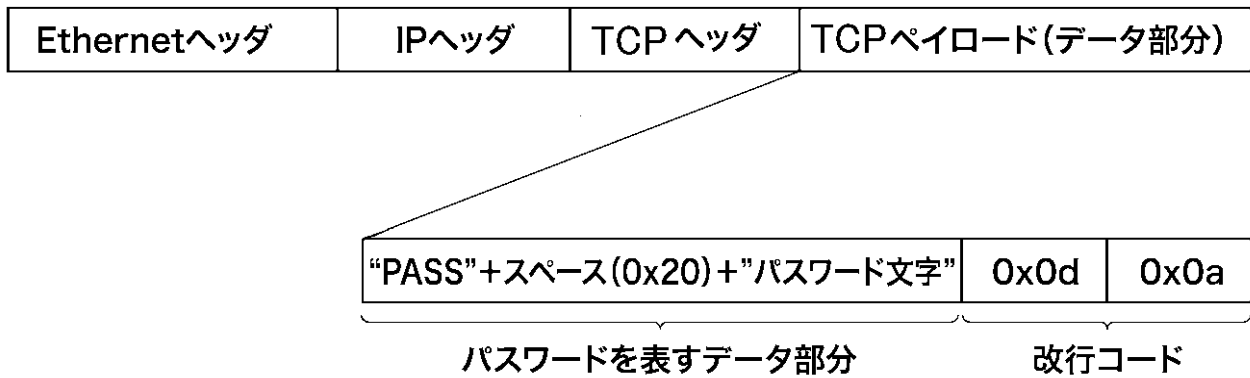 Ethernetヘッダ IPヘッダ TCPヘッダ TCPペイロード(データ部分)
“PASS”+スペース(0x20)+”パスワード文字” 0x0d 0x0a
パスワードを表すデータ部分 改行コード